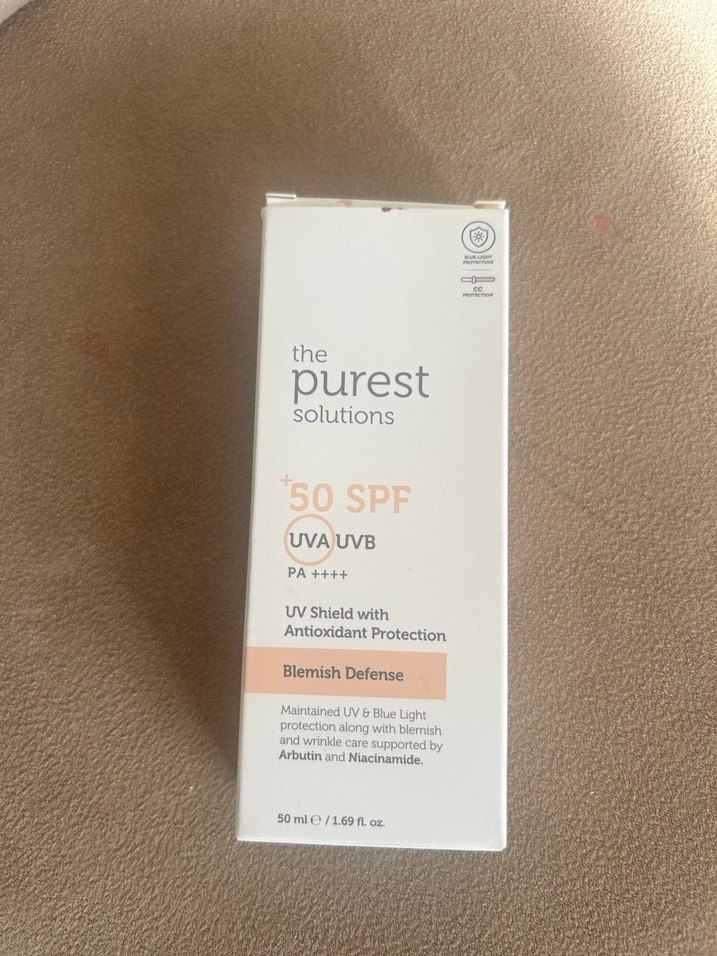 BLUE-LIGHT
PROTECTION
CC
PROTECTION
the
purest
solutions
+50 SPF
UVA UVB
PA ++++
UV Shield with
Antioxidant Protection
Blemish Defense
Maintained UV & Blue Light
protection along with blemish
and wrinkle care supported by
Arbutin and Niacinamide.
50 ml ℮ / 1.69 fl. oz.